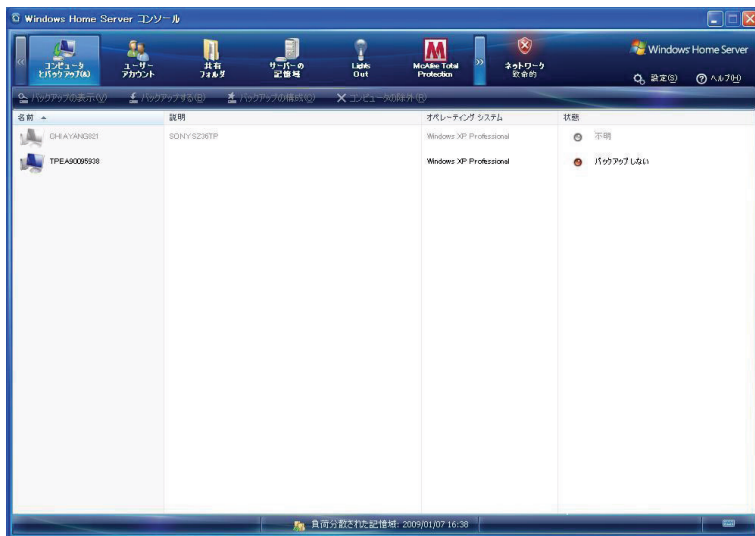 Windows Home Server コンソール
コンピュータ
とバックアップ(A)
ユーザー
アカウント
共有
フォルダ
サーバーの
記憶域
Lights
Out
McAfee Total
Protection
ネットワーク
致命的
Windows Home Server
設定(S)
ヘルプ(H)
バックアップの表示(V)
バックアップする(B)
バックアップの構成(C)
コンピュータの除外(R)
名前
説明
オペレーティング システム
状態
CHIAYANG821
SONY SZ36TP
Windows XP Professional
不明
TPEA90095938
Windows XP Professional
バックアップしない
負荷分散された記憶域: 2009/01/07 16:38